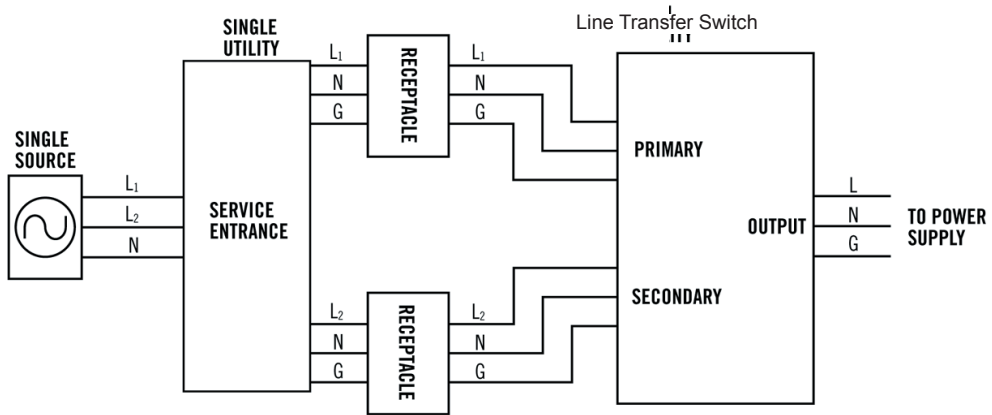 Line Transfer Switch
SINGLE
UTILITY
L₁
N
G
RECEPTACLE
L₁
N
G
SINGLE
SOURCE
L₁
L₂
N
SERVICE
ENTRANCE
PRIMARY
OUTPUT
L
N
G
TO POWER
SUPPLY
L₂
N
G
RECEPTACLE
L₂
N
G
SECONDARY